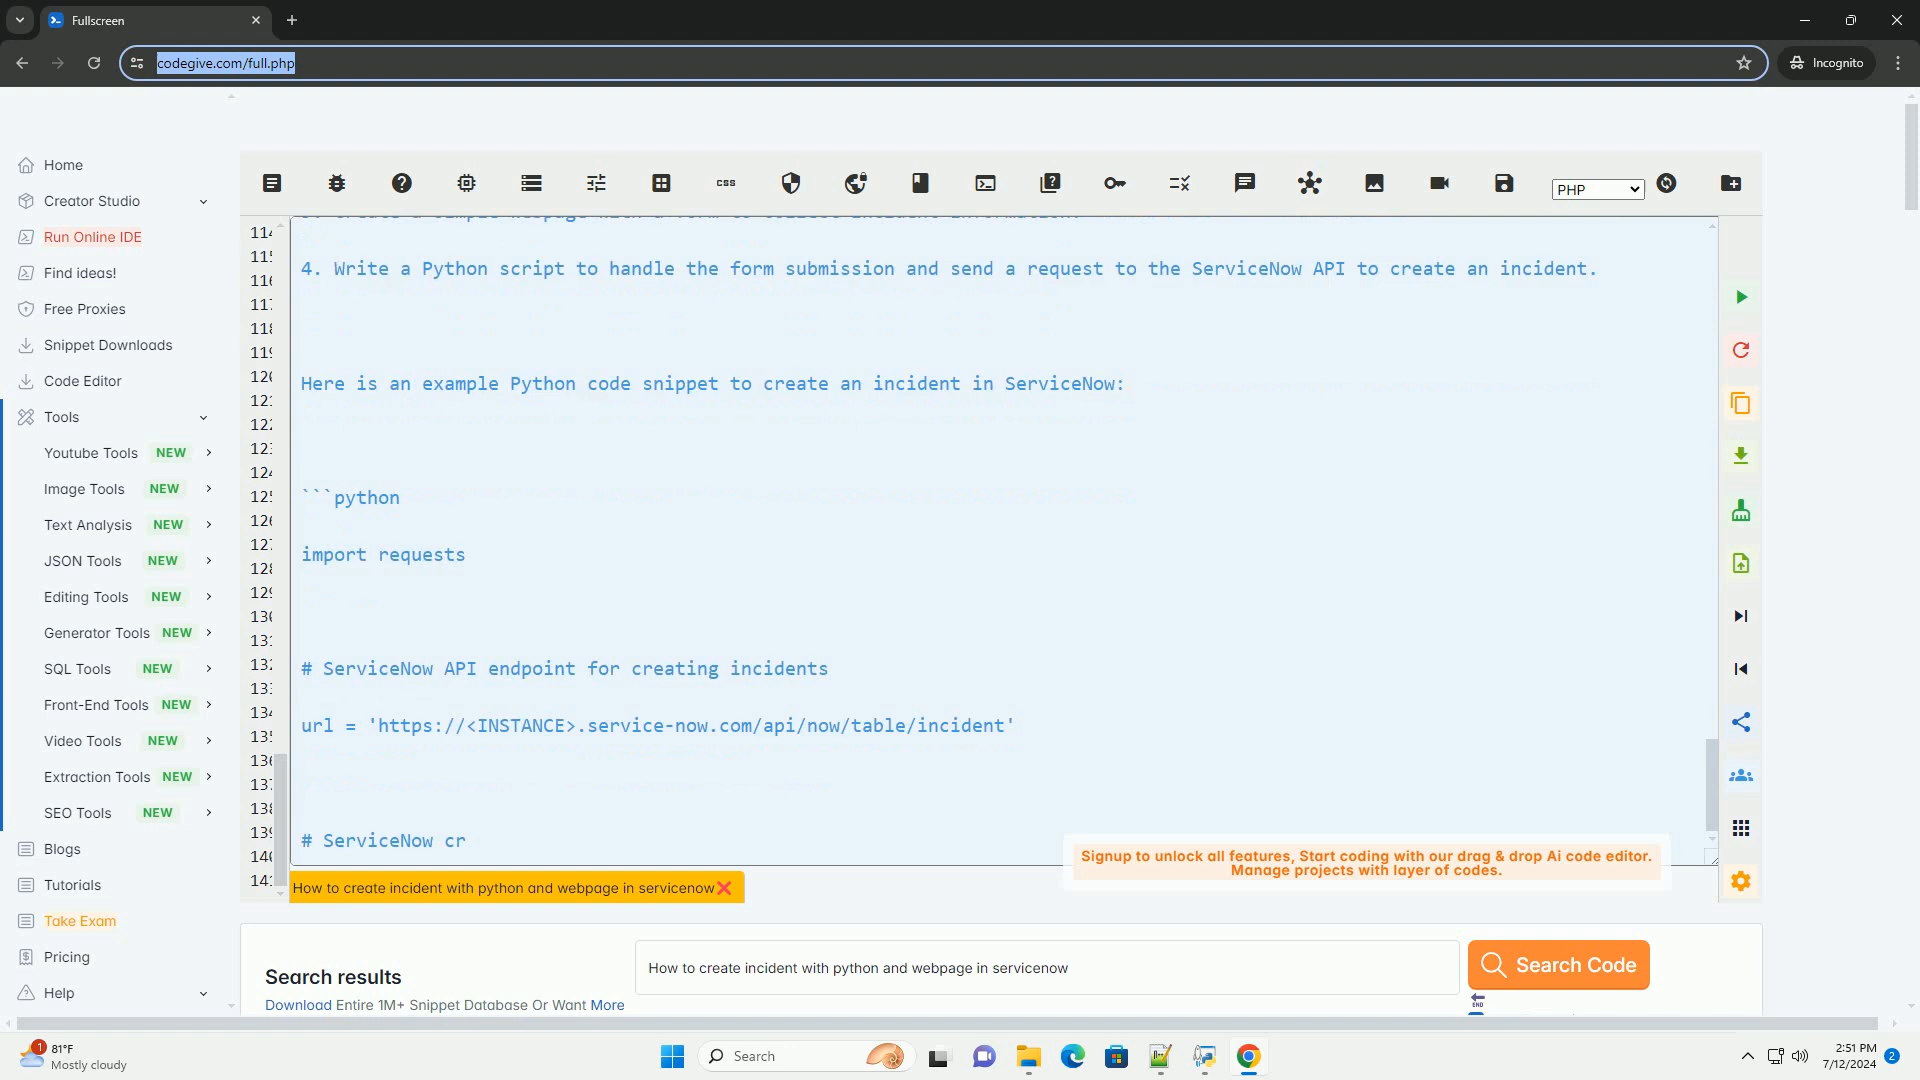 Fullscreen
codegive.com/full.php
Incognito
Home
Creator Studio
Run Online IDE
Find ideas!
Free Proxies
Snippet Downloads
Code Editor
Tools
Youtube Tools NEW
Image Tools NEW
Text Analysis NEW
JSON Tools NEW
Editing Tools NEW
Generator Tools NEW
SQL Tools NEW
Front-End Tools NEW
Video Tools NEW
Extraction Tools NEW
SEO Tools NEW
Blogs
Tutorials
Take Exam
Pricing
Help
css
PHP
4. Write a Python script to handle the form submission and send a request to the ServiceNow API to create an incident.
Here is an example Python code snippet to create an incident in ServiceNow:
```python
import requests
# ServiceNow API endpoint for creating incidents
url = 'https://<INSTANCE>.service-now.com/api/now/table/incident'
# ServiceNow cr
Signup to unlock all features, Start coding with our drag & drop Ai code editor.
Manage projects with layer of codes.
How to create incident with python and webpage in servicenow
Search results
How to create incident with python and webpage in servicenow
Search Code
Download Entire 1M+ Snippet Database Or Want More
END
1
81°F
Mostly cloudy
Search
2:51 PM
7/12/2024
2